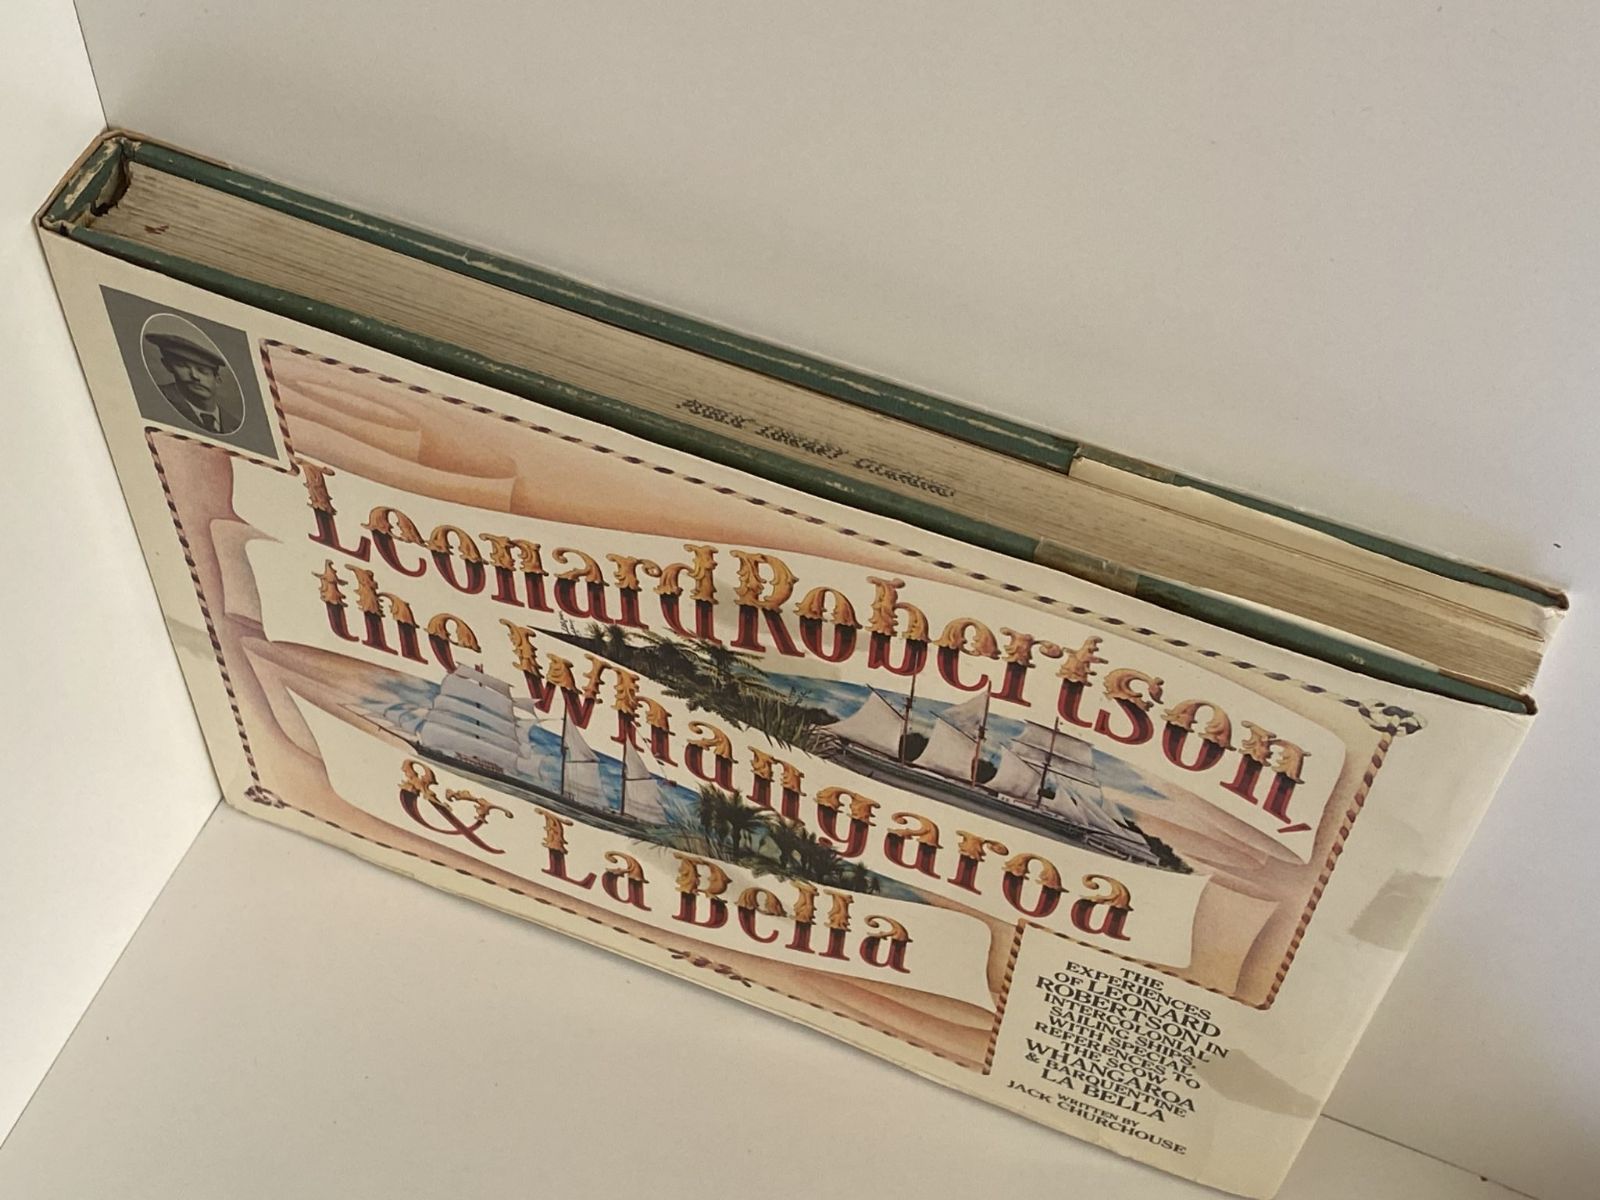 Leonard Robertson,
the Whangaroa
& La Bella
THE
EXPERIENCES
OF LEONARD
ROBERTSON IN
INTERCOLONIAL
SAILING SHIPS,
WITH SPECIAL
REFERENCES TO
THE SCOW
WHANGAROA
& BARQUENTINE
LA BELLA
WRITTEN BY
JACK CHURCHOUSE